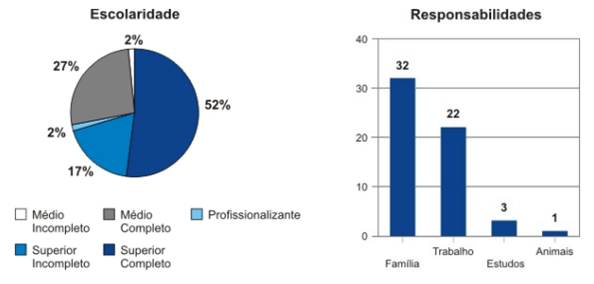 Escolaridade
2%
27%
52%
2%
17%
Médio
Incompleto
Médio
Completo
Profissionalizante
Superior
Incompleto
Superior
Completo
Responsabilidades
40
30
20
10
0
32
22
3
1
Família
Trabalho
Estudos
Animais